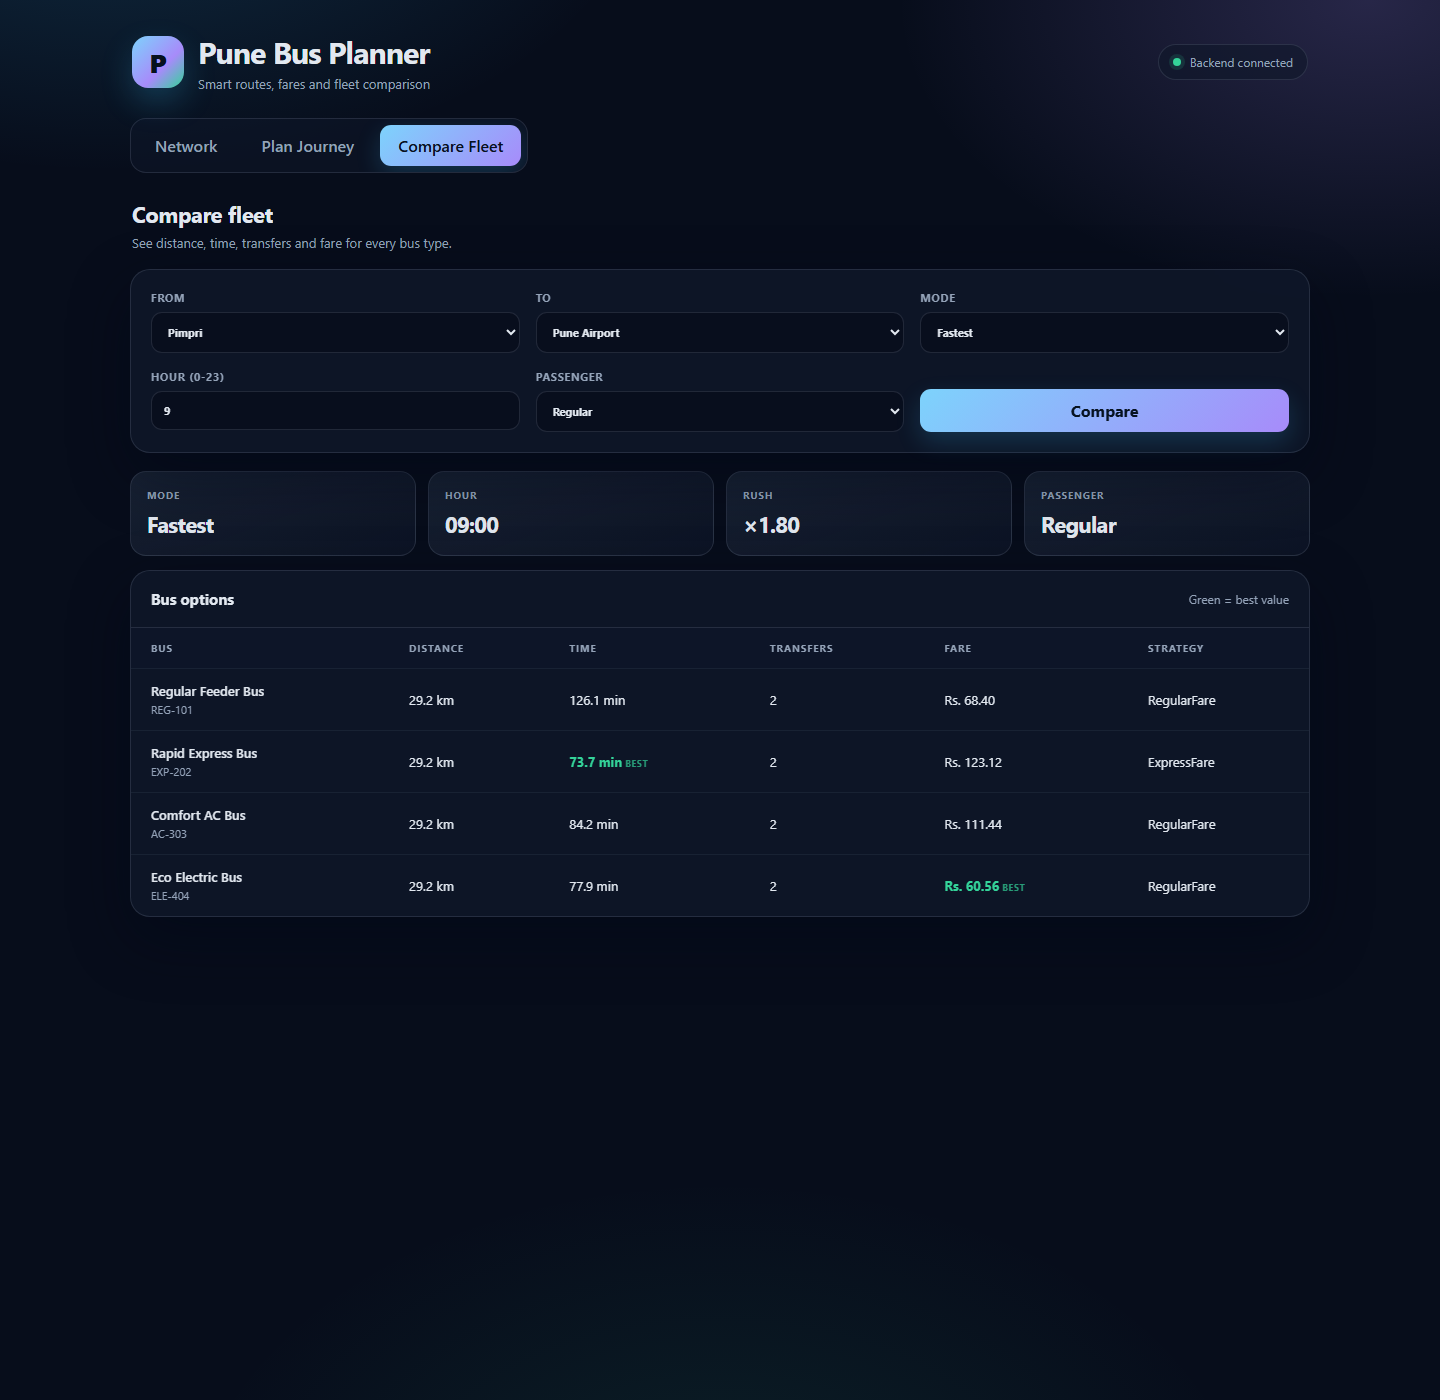 P
Pune Bus Planner
Smart routes, fares and fleet comparison
Backend connected
Network Plan Journey Compare Fleet
Compare fleet
See distance, time, transfers and fare for every bus type.
FROM TO MODE
Pimpri Pune Airport Fastest
HOUR (0-23) PASSENGER
9 Regular Compare
MODE HOUR RUSH PASSENGER
Fastest 09:00 ×1.80 Regular
Bus options Green = best value
BUS DISTANCE TIME TRANSFERS FARE STRATEGY
Regular Feeder Bus
REG-101
29.2 km 126.1 min 2 Rs. 68.40 RegularFare
Rapid Express Bus
EXP-202
29.2 km 73.7 min BEST 2 Rs. 123.12 ExpressFare
Comfort AC Bus
AC-303
29.2 km 84.2 min 2 Rs. 111.44 RegularFare
Eco Electric Bus
ELE-404
29.2 km 77.9 min 2 Rs. 60.56 BEST RegularFare